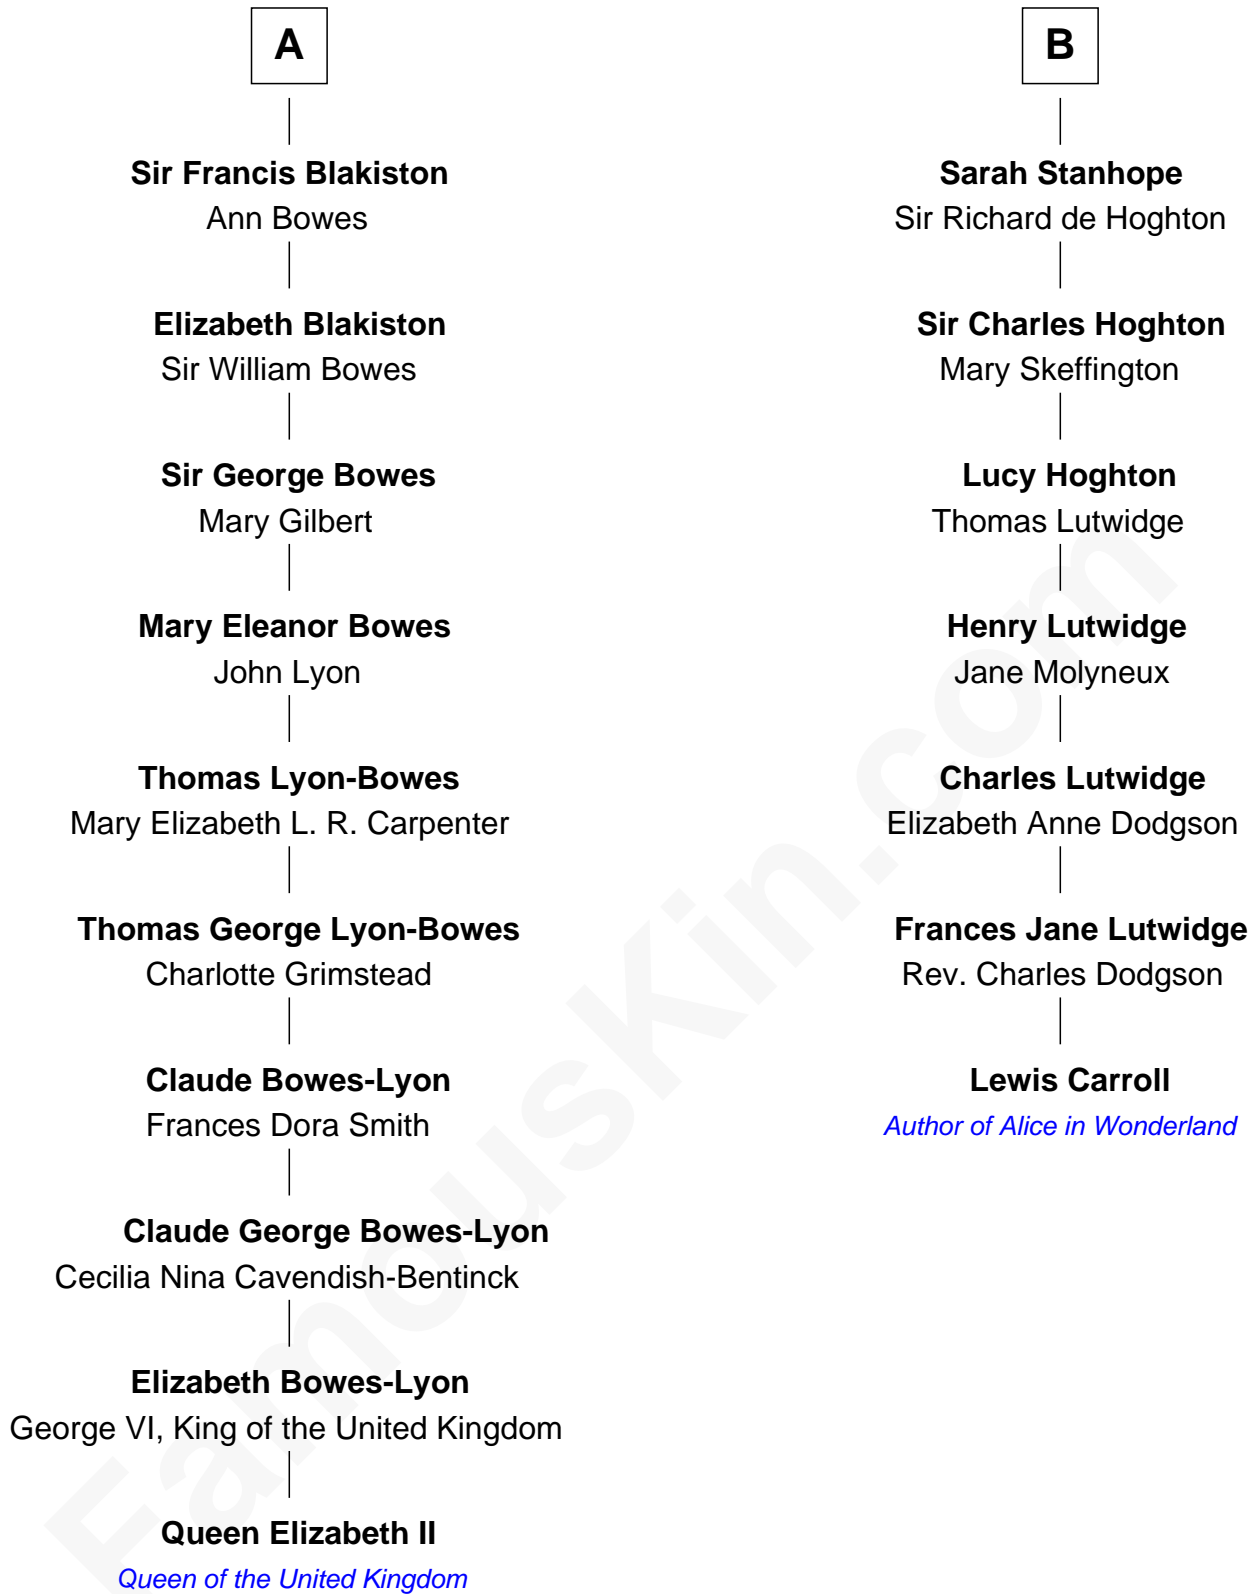 A
Sir Francis Blakiston
Ann Bowes
Elizabeth Blakiston
Sir William Bowes
Sir George Bowes
Mary Gilbert
Mary Eleanor Bowes
John Lyon
Thomas Lyon-Bowes
Mary Elizabeth L. R. Carpenter
Thomas George Lyon-Bowes
Charlotte Grimstead
Claude Bowes-Lyon
Frances Dora Smith
Claude George Bowes-Lyon
Cecilia Nina Cavendish-Bentinck
Elizabeth Bowes-Lyon
George VI, King of the United Kingdom
Queen Elizabeth II
Queen of the United Kingdom
B
Sarah Stanhope
Sir Richard de Hoghton
Sir Charles Hoghton
Mary Skeffington
Lucy Hoghton
Thomas Lutwidge
Henry Lutwidge
Jane Molyneux
Charles Lutwidge
Elizabeth Anne Dodgson
Frances Jane Lutwidge
Rev. Charles Dodgson
Lewis Carroll
Author of Alice in Wonderland
FamousKin.com